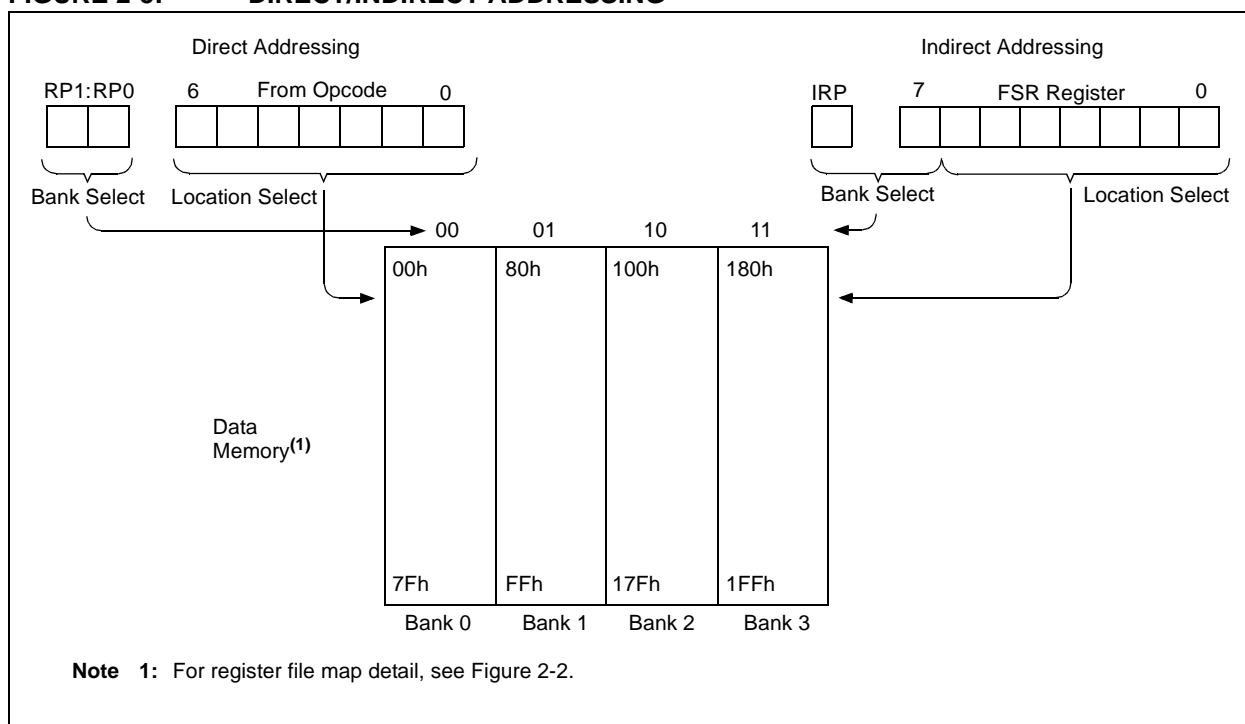 Direct Addressing
Indirect Addressing
RP1:RP0 6 From Opcode 0
IRP 7 FSR Register 0
Bank Select Location Select
Bank Select Location Select
00 01 10 11
00h 80h 100h 180h
Data
Memory(1)
7Fh FFh 17Fh 1FFh
Bank 0 Bank 1 Bank 2 Bank 3
Note 1: For register file map detail, see Figure 2-2.